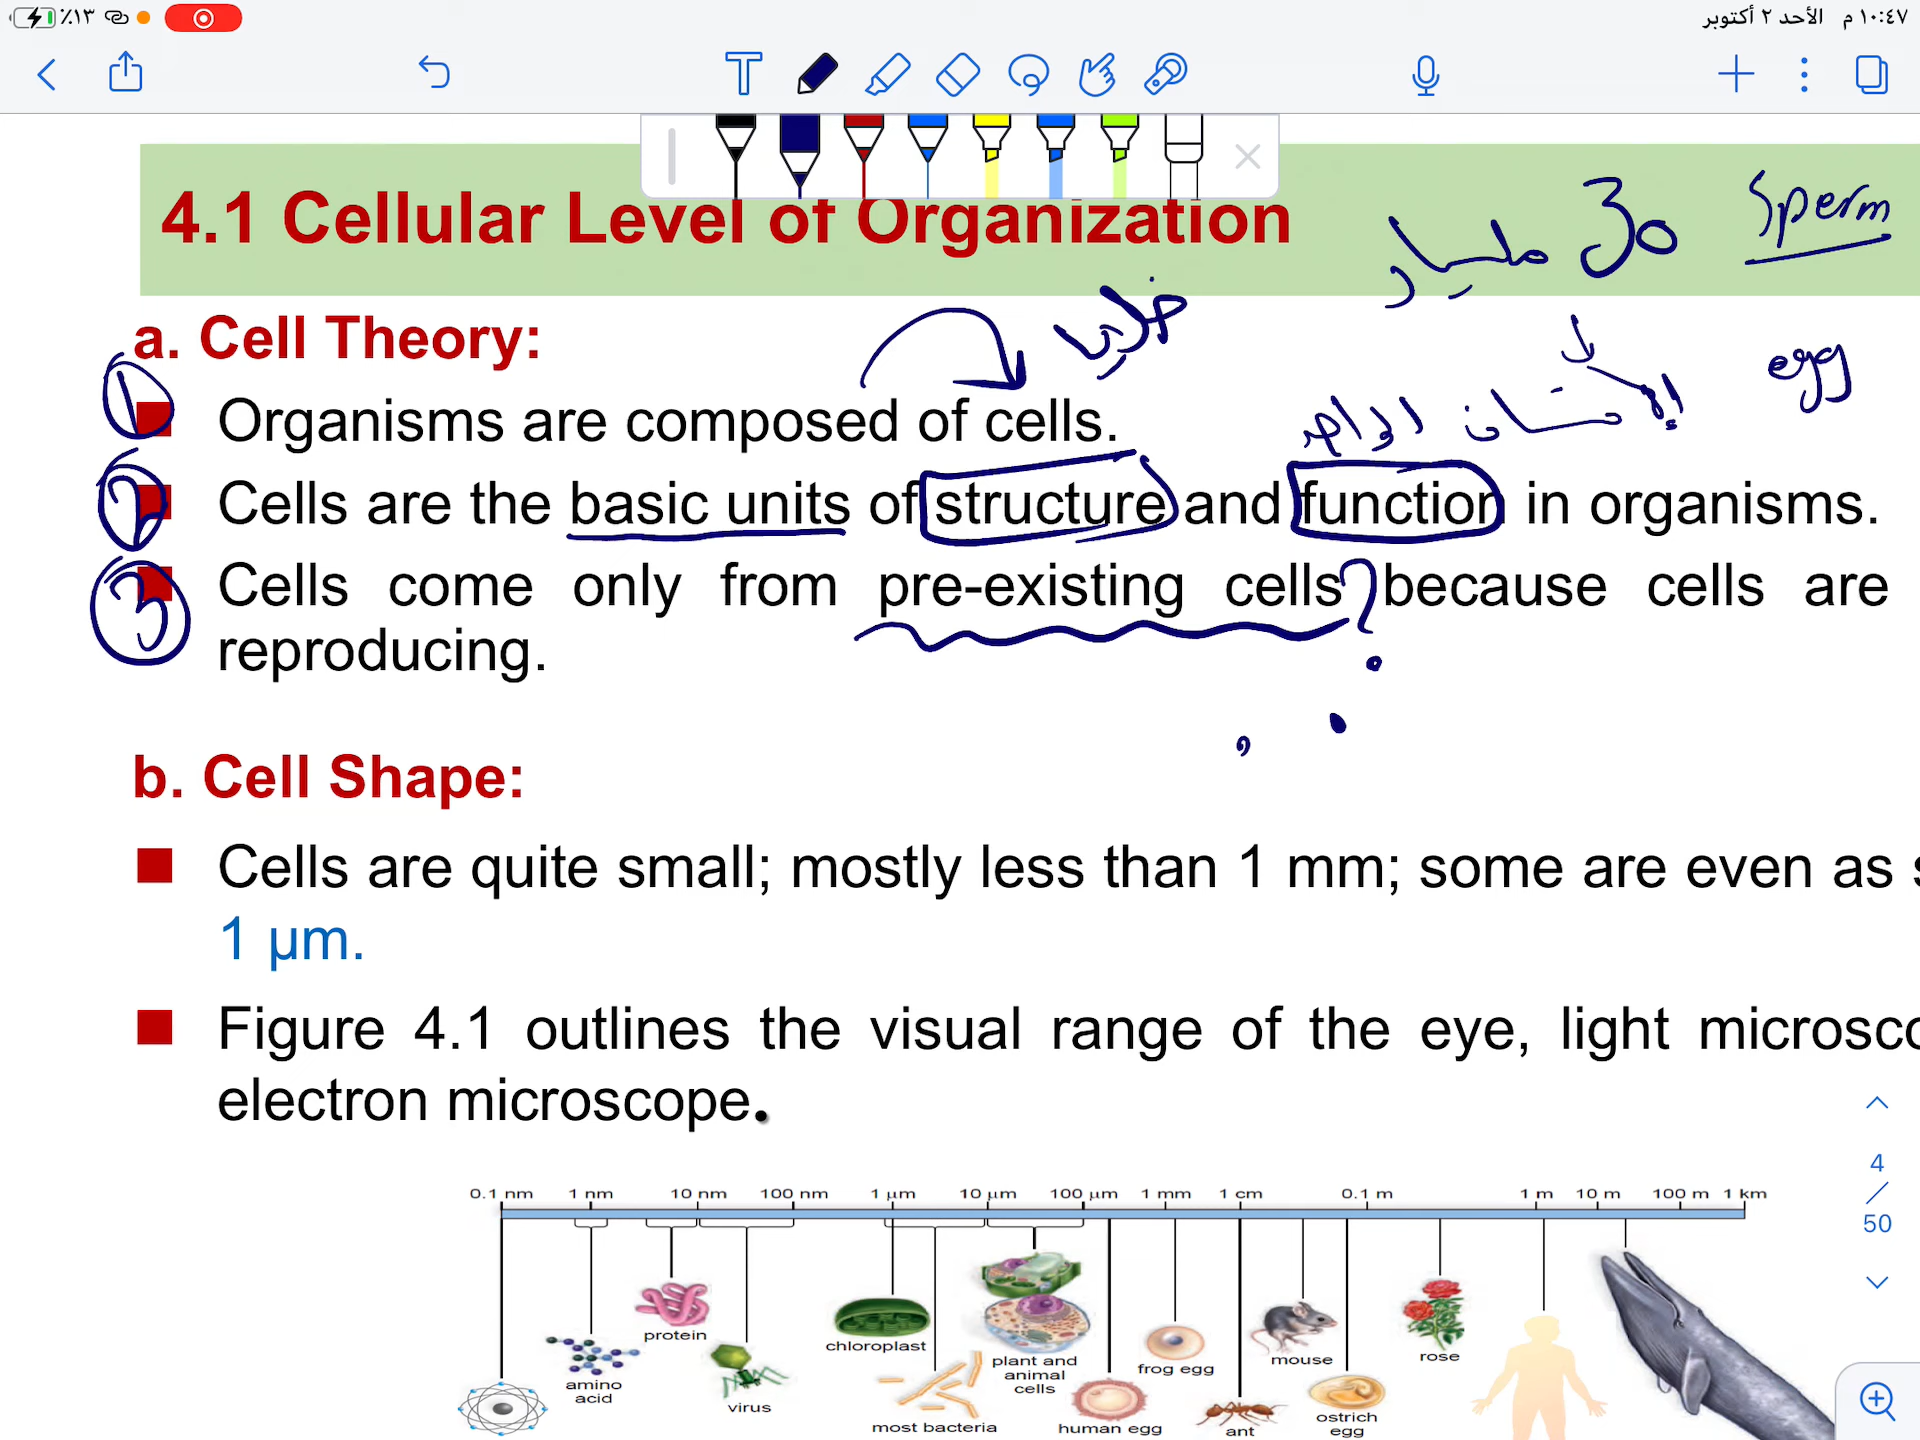 ٪١٣
١٠:٤٧ م الأحد ٢ أكتوبر
T
4.1 Cellular Level of Organization
30 مليار
Sperm
a. Cell Theory:
خلايا
egg
1
Organisms are composed of cells.
الإنسان الواحد
2
Cells are the basic units of structure and function in organisms.
3
Cells come only from pre-existing cells? because cells are
reproducing.
b. Cell Shape:
Cells are quite small; mostly less than 1 mm; some are even as s
1 µm.
Figure 4.1 outlines the visual range of the eye, light microsco
electron microscope.
4
/
50
0.1 nm 1 nm 10 nm 100 nm 1 µm 10 µm 100 µm 1 mm 1 cm 0.1 m 1 m 10 m 100 m 1 km
protein
amino
acid
virus
chloroplast
most bacteria
plant and
animal
cells
human egg
frog egg
ant
mouse
ostrich
egg
rose